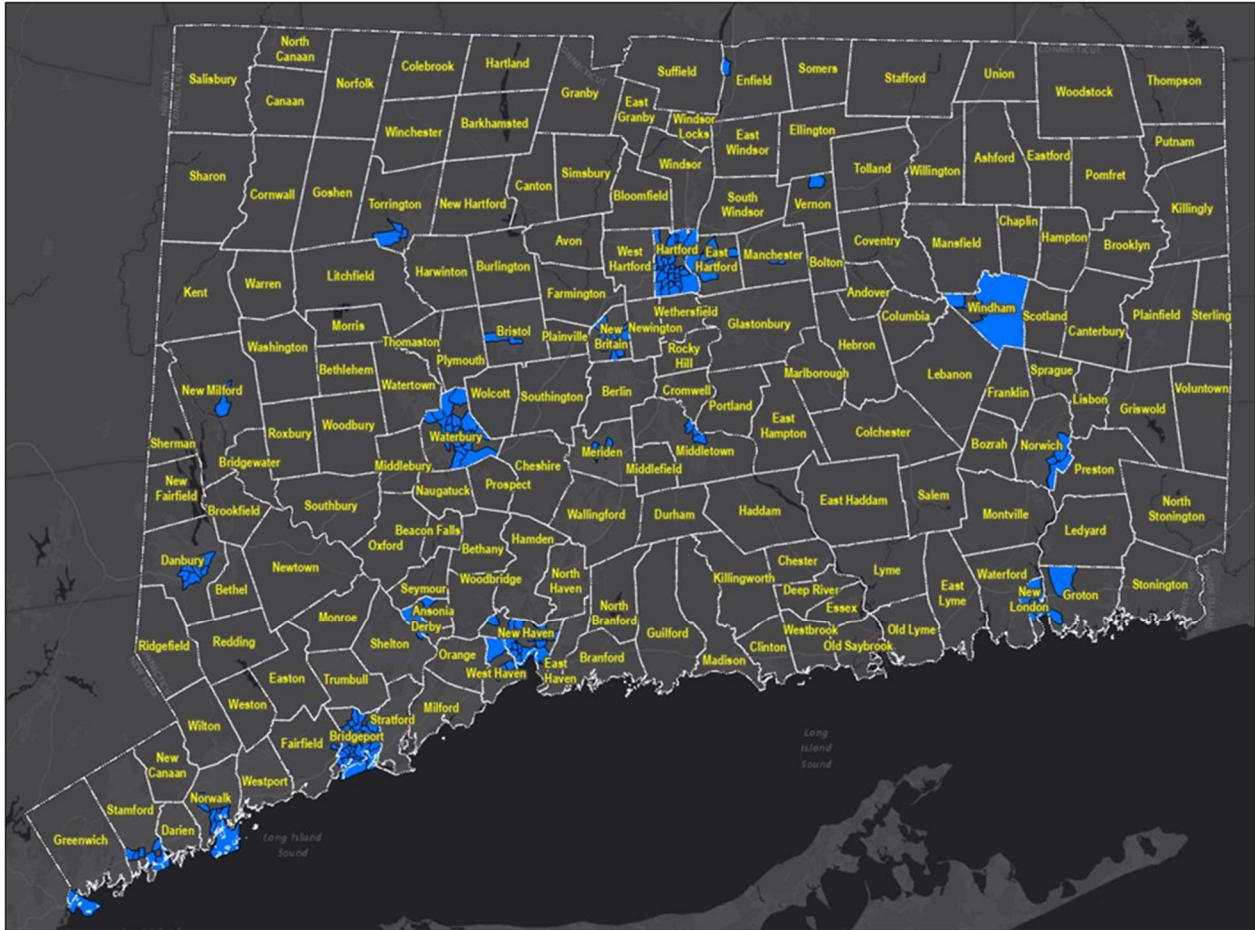 North
Canaan
Salisbury
Canaan
Norfolk
Colebrook
Hartland
CONNECTICUT
Granby
Suffield
Enfield
Somers
Stafford
Union
CONNECTICUT
Woodstock
Thompson
NEW YORK
CONNECTICUT
Winchester
Barkhamsted
East
Granby
Windsor
Locks
East
Windsor
Ellington
Putnam
Sharon
Cornwall
Goshen
Torrington
New Hartford
Canton
Simsbury
Bloomfield
Windsor
South
Windsor
Vernon
Tolland
Willington
Ashford
Eastford
Pomfret
Killingly
Kent
Warren
Litchfield
Harwinton
Burlington
Avon
Farmington
West
Hartford
Hartford
East
Hartford
Manchester
Bolton
Coventry
Mansfield
Chaplin
Hampton
Brooklyn
Andover
Columbia
Windham
Scotland
Canterbury
Plainfield
Sterling
Morris
Washington
Bethlehem
Thomaston
Watertown
Plymouth
Bristol
Plainville
New
Britain
Newington
Wethersfield
Rocky
Hill
Glastonbury
Marlborough
Hebron
Lebanon
Franklin
Sprague
Lisbon
Griswold
Voluntown
New Milford
Sherman
Roxbury
Woodbury
Bridgewater
Waterbury
Middlebury
Wolcott
Southington
Berlin
Cromwell
Portland
East
Hampton
Colchester
Bozrah
Norwich
Preston
New
Fairfield
Brookfield
Southbury
Naugatuck
Prospect
Cheshire
Meriden
Middlefield
Middletown
Haddam
East Haddam
Salem
Montville
Ledyard
North
Stonington
Danbury
Bethel
Newtown
Oxford
Beacon Falls
Bethany
Hamden
Wallingford
Durham
Seymour
Ansonia
Derby
Woodbridge
North
Haven
North
Branford
Guilford
Killingworth
Chester
Deep River
Essex
Lyme
East
Lyme
Waterford
New
London
Groton
Stonington
Ridgefield
Redding
Monroe
Shelton
Orange
New Haven
West Haven
East
Haven
Branford
Madison
Clinton
Westbrook
Old Saybrook
Old Lyme
Easton
Trumbull
Weston
Wilton
Fairfield
Bridgeport
Stratford
Milford
New
Canaan
Westport
Norwalk
Stamford
Darien
Greenwich
Long Island
Sound
Long
Island
Sound